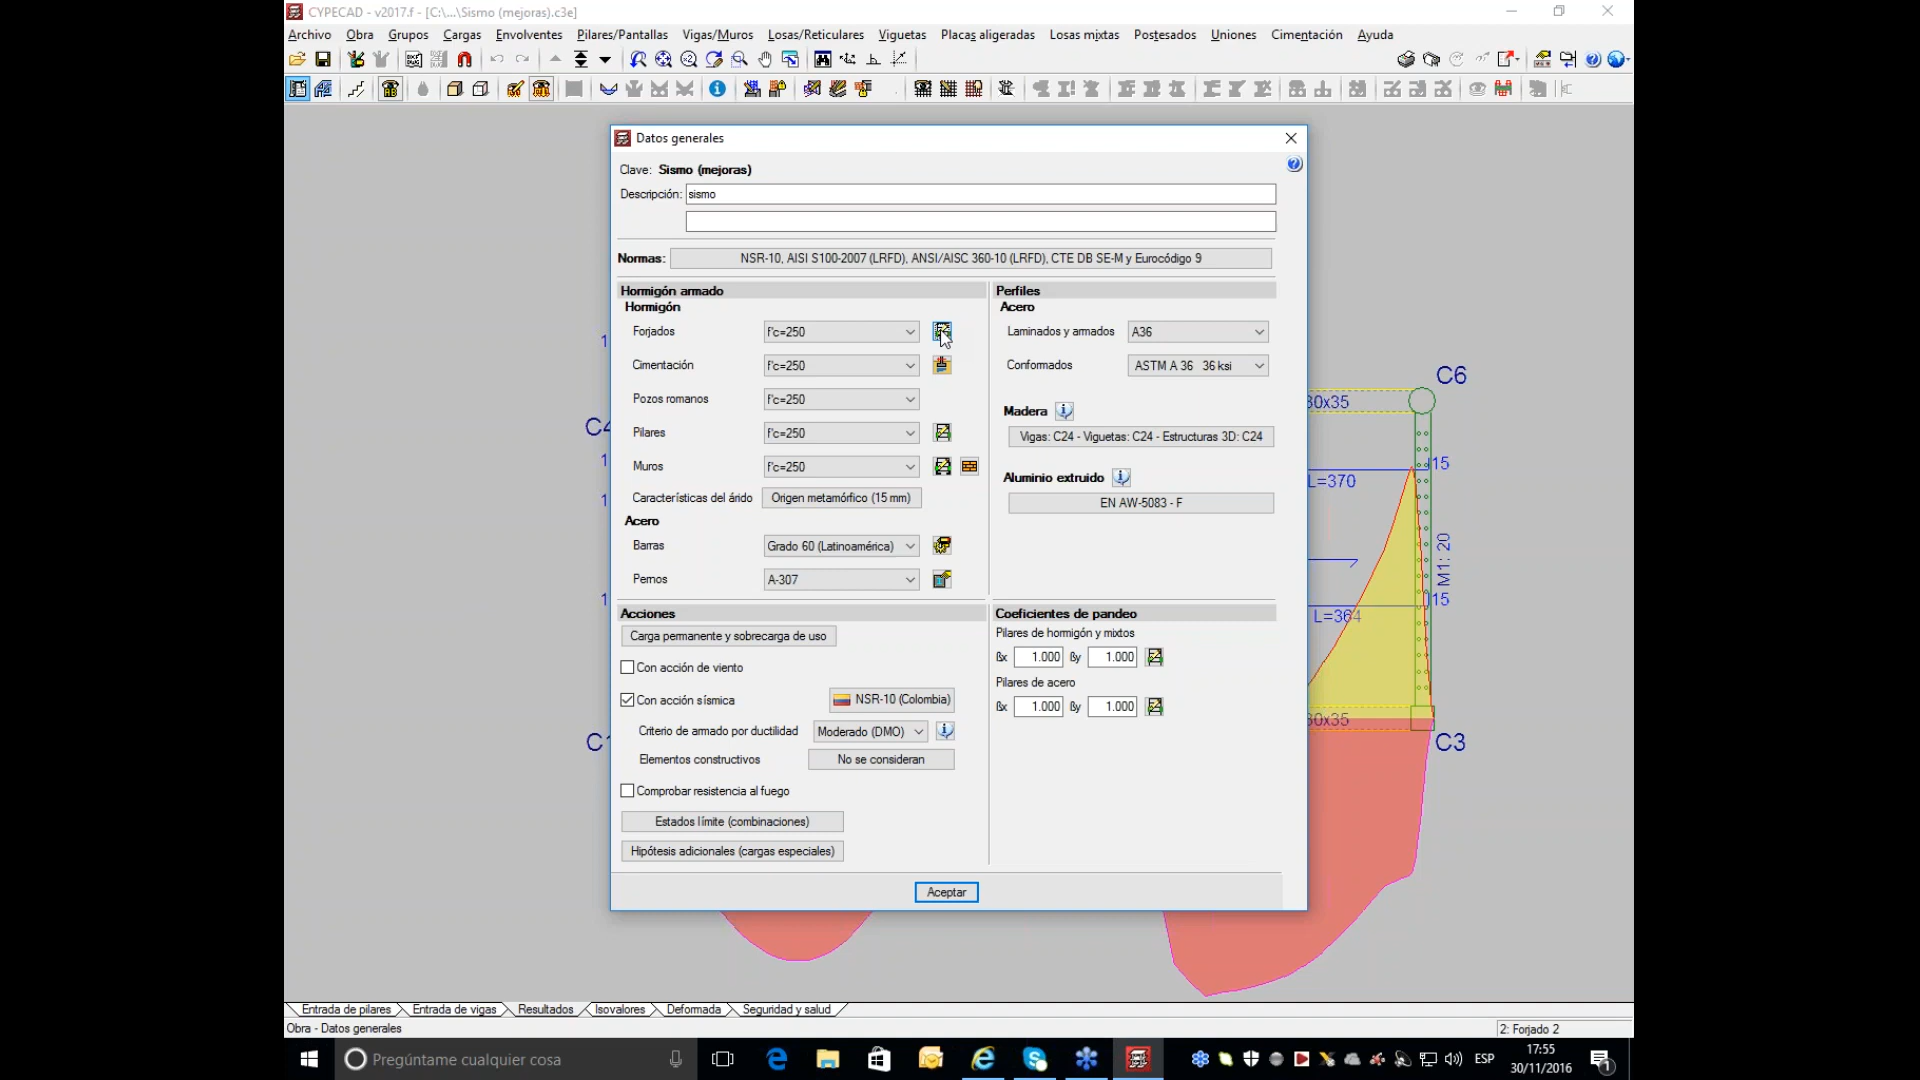 CYPECAD - v2017.f - [C:\...\Sismo (mejoras).c3e]
Archivo Obra Grupos Cargas Envolventes Pilares/Pantallas Vigas/Muros Losas/Reticulares Viguetas Placas aligeradas Losas mixtas Postesados Uniones Cimentación Ayuda
Datos generales
Clave: Sismo (mejoras)
Descripción: sismo
Normas: NSR-10, AISI S100-2007 (LRFD), ANSI/AISC 360-10 (LRFD), CTE DB SE-M y Eurocódigo 9
Hormigón armado
Hormigón
Forjados f'c=250
Cimentación f'c=250
Pozos romanos f'c=250
Pilares f'c=250
Muros f'c=250
Características del árido Origen metamórfico (15 mm)
Acero
Barras Grado 60 (Latinoamérica)
Pernos A-307
Perfiles
Acero
Laminados y armados A36
Conformados ASTM A 36 36 ksi
Madera
Vigas: C24 - Viguetas: C24 - Estructuras 3D: C24
Aluminio extruido
EN AW-5083 - F
Acciones
Carga permanente y sobrecarga de uso
Con acción de viento
Con acción sísmica NSR-10 (Colombia)
Criterio de armado por ductilidad Moderado (DMO)
Elementos constructivos No se consideran
Comprobar resistencia al fuego
Estados límite (combinaciones)
Hipótesis adicionales (cargas especiales)
Coeficientes de pandeo
Pilares de hormigón y mixtos
ßx 1.000 ßy 1.000
Pilares de acero
ßx 1.000 ßy 1.000
Aceptar
C6
30x35
15
L=370
M1: 20
15
L=364
30x35
C3
Entrada de pilares Entrada de vigas Resultados Isovalores Deformada Seguridad y salud
Obra - Datos generales
2: Forjado 2
Pregúntame cualquier cosa
ESP
17:55
30/11/2016
1